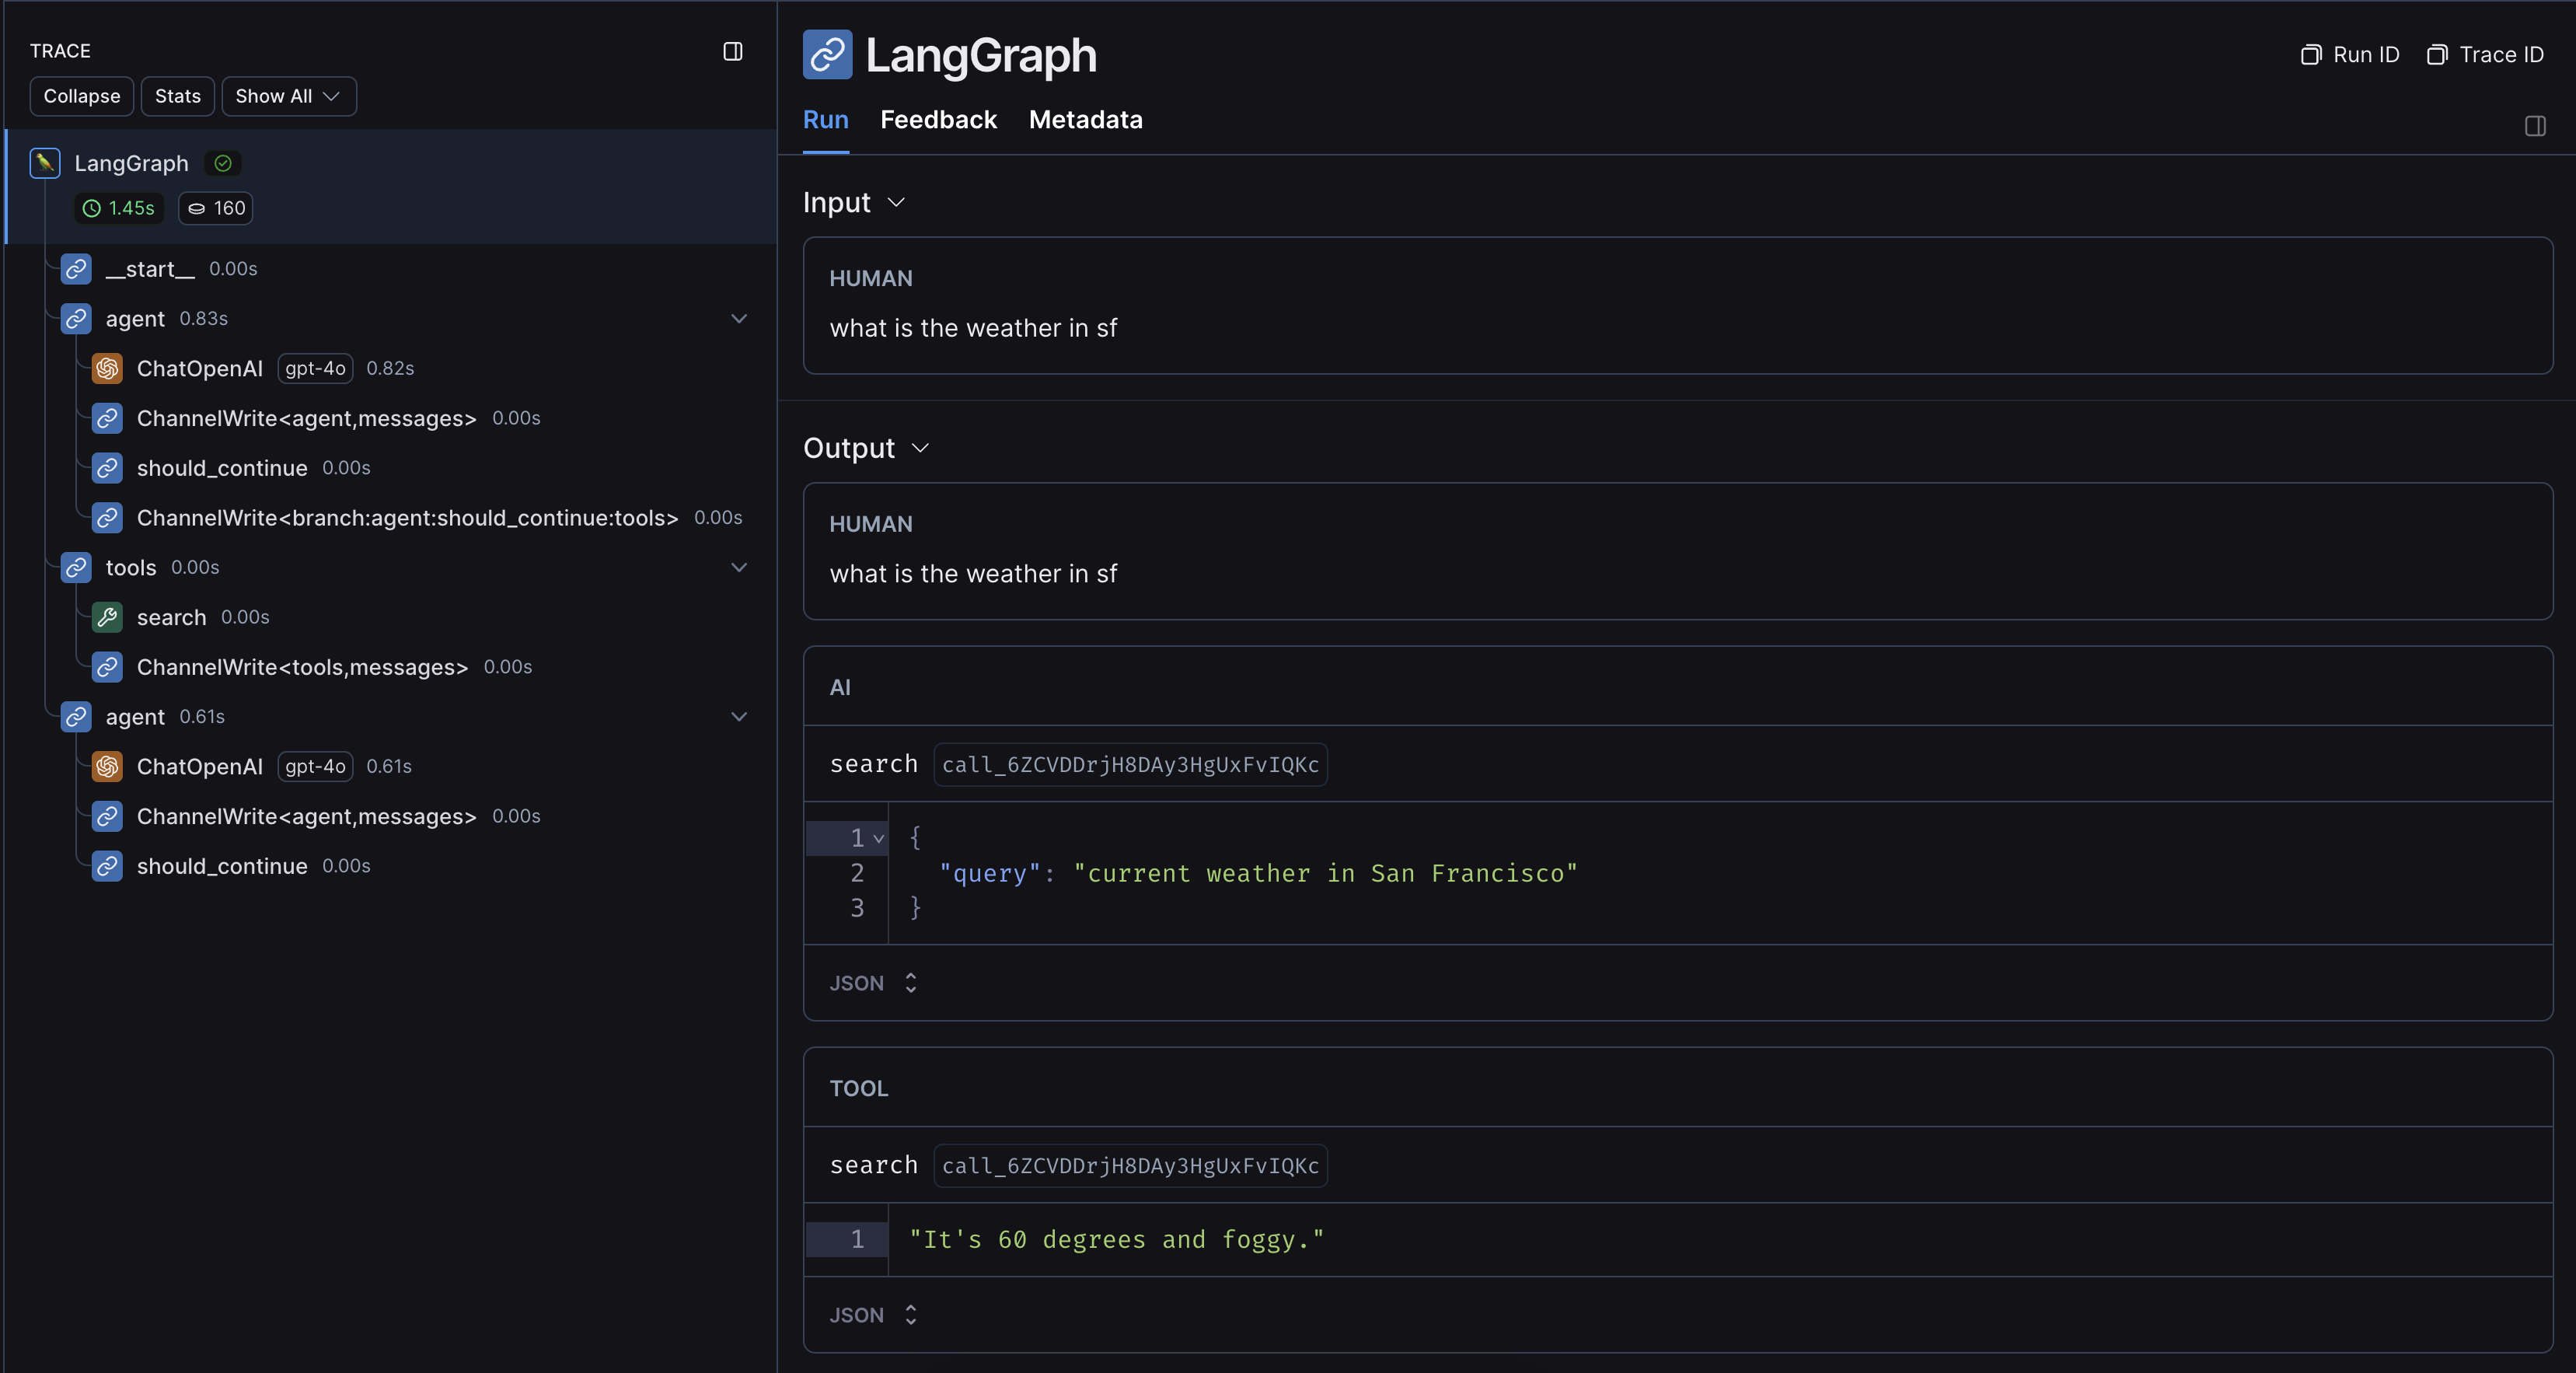 TRACE
Collapse Stats Show All
LangGraph
1.45s 160
__start__ 0.00s
agent 0.83s
ChatOpenAI gpt-4o 0.82s
ChannelWrite<agent,messages> 0.00s
should_continue 0.00s
ChannelWrite<branch:agent:should_continue:tools> 0.00s
tools 0.00s
search 0.00s
ChannelWrite<tools,messages> 0.00s
agent 0.61s
ChatOpenAI gpt-4o 0.61s
ChannelWrite<agent,messages> 0.00s
should_continue 0.00s
LangGraph
Run ID Trace ID
Run Feedback Metadata
Input
HUMAN
what is the weather in sf
Output
HUMAN
what is the weather in sf
AI
search call_6ZCVDDrjH8DAy3HgUxFvIQKc
1 {
2 "query": "current weather in San Francisco"
3 }
JSON
TOOL
search call_6ZCVDDrjH8DAy3HgUxFvIQKc
1 "It's 60 degrees and foggy."
JSON